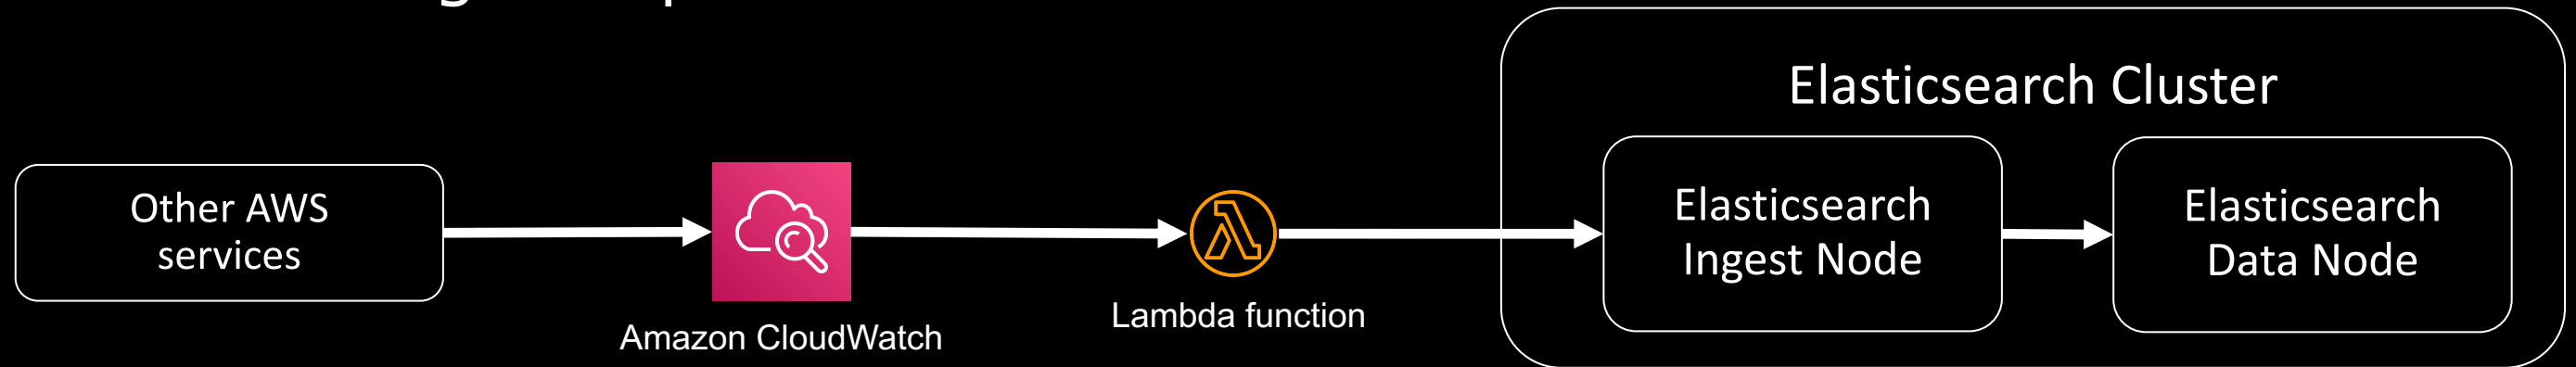 Elasticsearch Cluster
Other AWS
services
Amazon CloudWatch
Lambda function
Elasticsearch
Ingest Node
Elasticsearch
Data Node